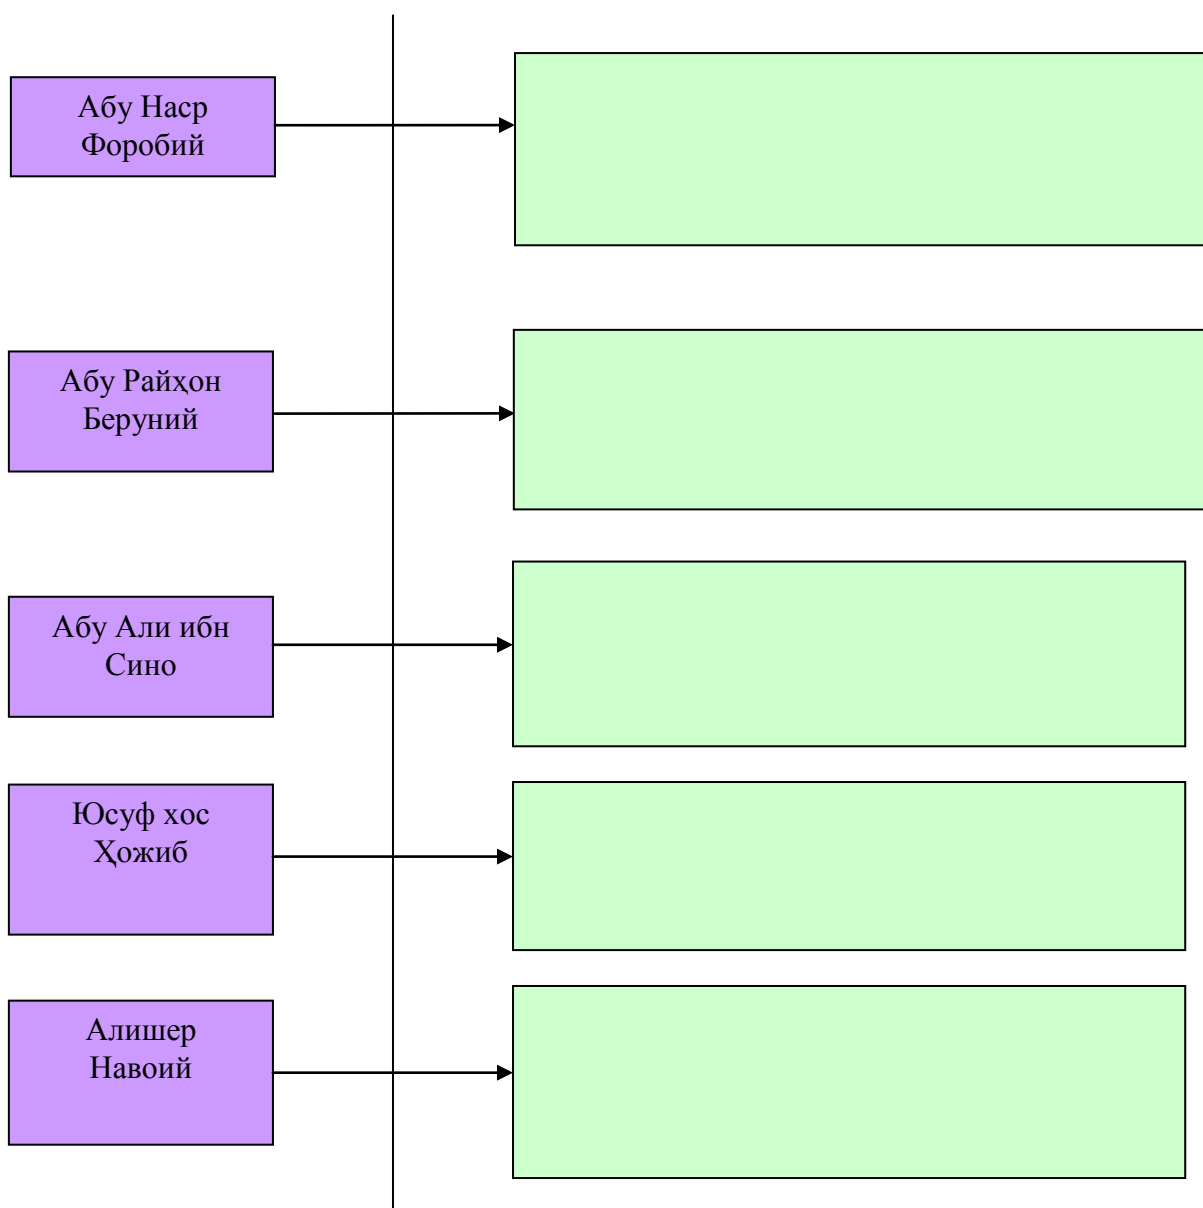 Абу Наср
Форобий
Абу Райҳон
Беруний
Абу Али ибн
Сино
Юсуф хос
Ҳожиб
Алишер
Навоий